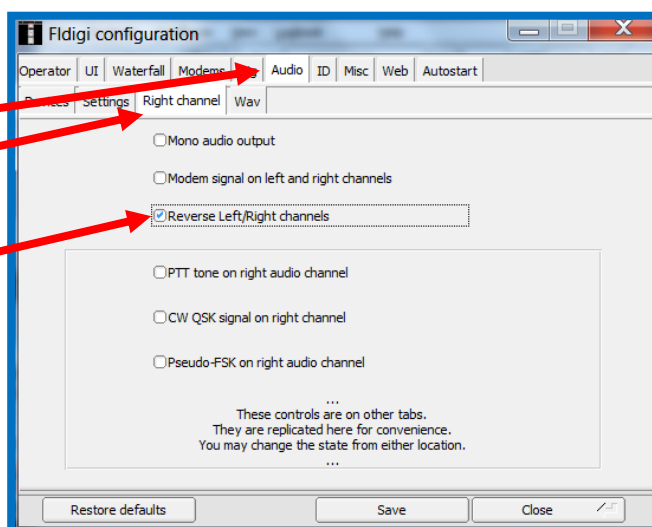 Fldigi configuration
Operator UI Waterfall Modems Audio ID Misc Web Autostart
Settings Right channel Wav
Mono audio output
Modem signal on left and right channels
Reverse Left/Right channels
PTT tone on right audio channel
CW QSK signal on right channel
Pseudo-FSK on right audio channel
...
These controls are on other tabs.
They are replicated here for convenience.
You may change the state from either location.
...
Restore defaults Save Close